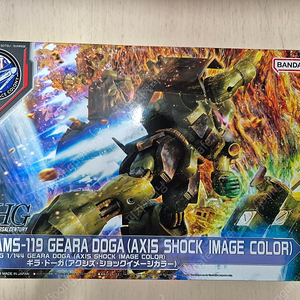 BANDAI
HG
UNIVERSAL CENTURY
AMS-119 GEARA DOGA (AXIS SHOCK IMAGE COLOR)
HG 1/144 GEARA DOGA (AXIS SHOCK IMAGE COLOR)
ギラ・ドーガ(アクシズ・ショックイメージカラー)